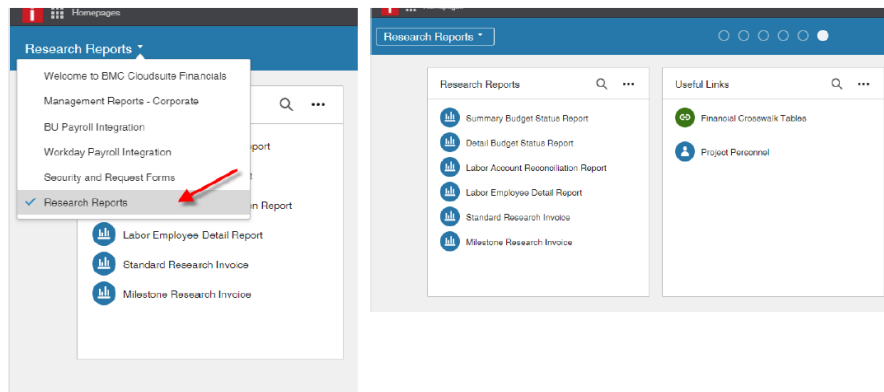 Homepages
Research Reports
Welcome to BMC Cloudsuite Financials
Management Reports - Corporate
BU Payroll Integration
Workday Payroll Integration
Security and Request Forms
Research Reports
port
t
n Report
Labor Employee Detail Report
Standard Research Invoice
Milestone Research Invoice
Homepages
Research Reports
Research Reports
Summary Budget Status Report
Detail Budget Status Report
Labor Account Reconciliation Report
Labor Employee Detail Report
Standard Research Invoice
Milestone Research Invoice
Useful Links
Financial Crosswalk Tables
Project Personnel